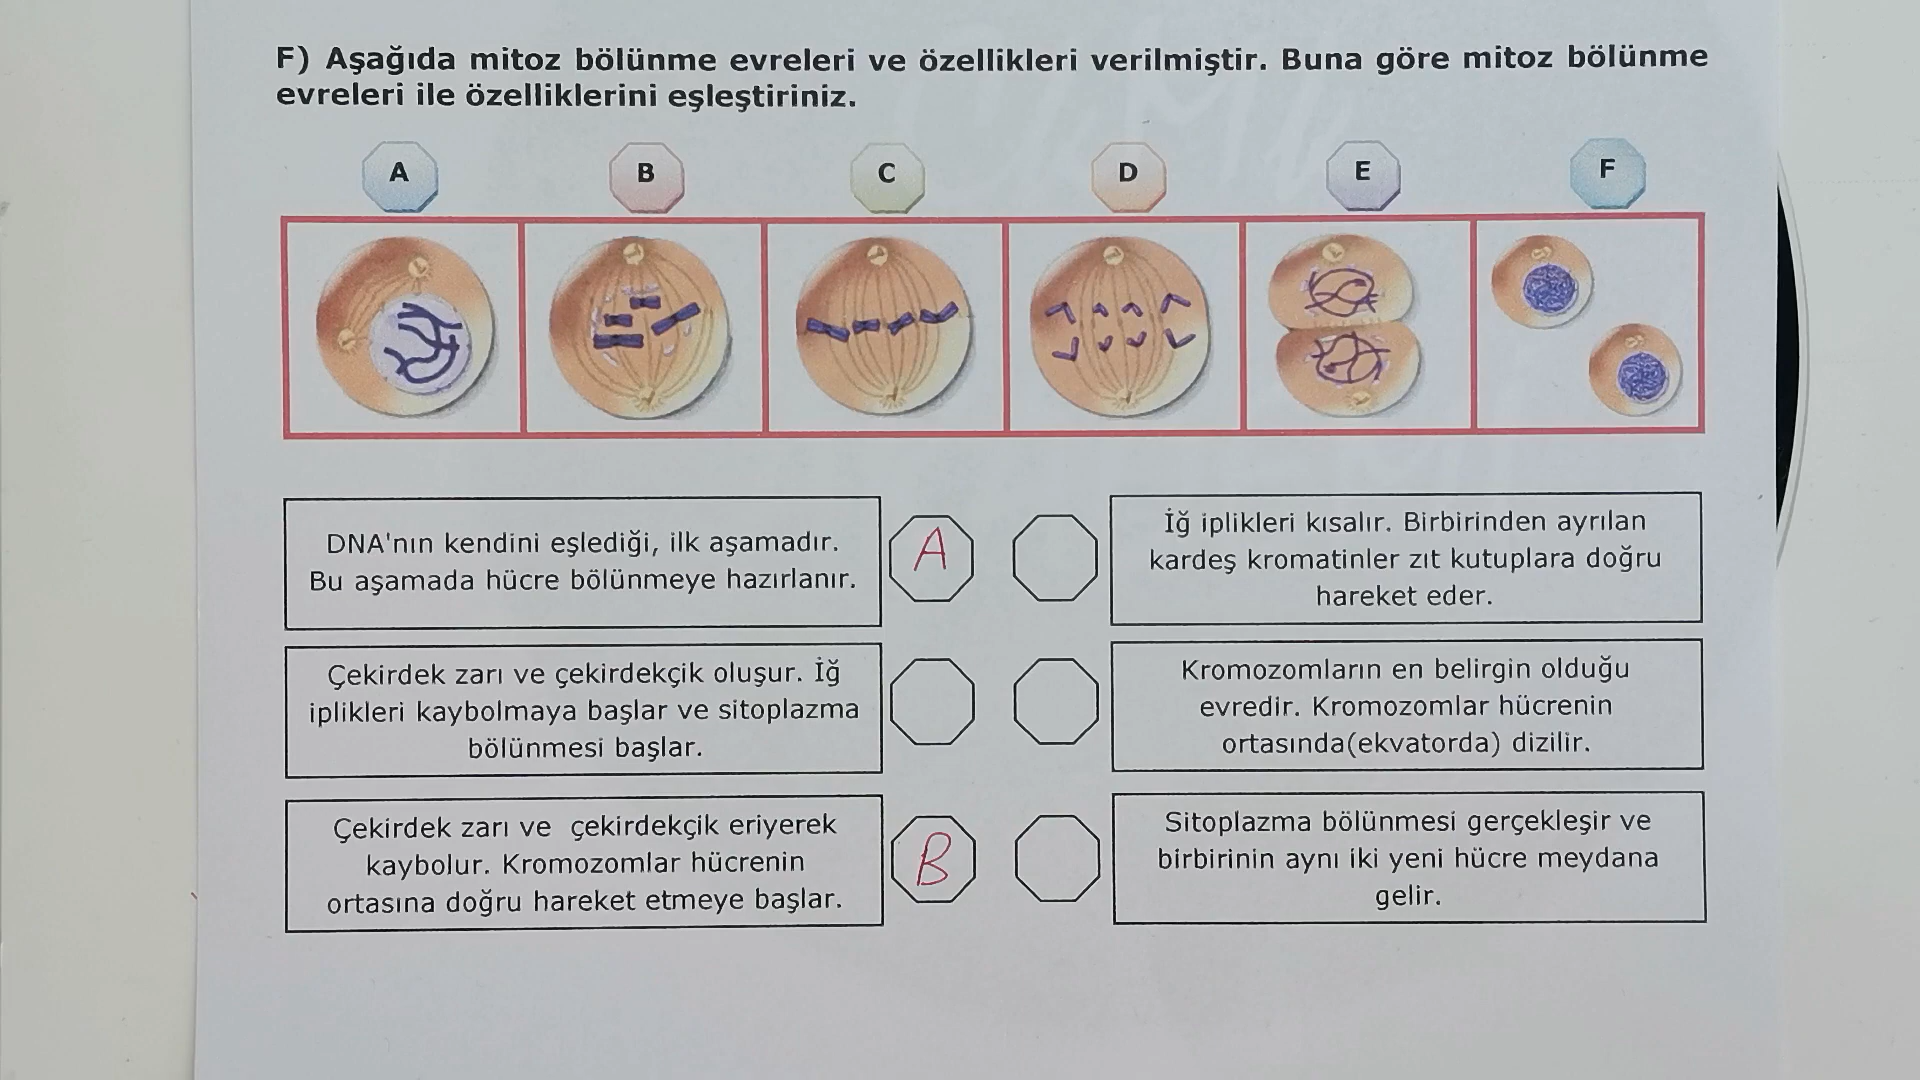 F) Aşağıda mitoz bölünme evreleri ve özellikleri verilmiştir. Buna göre mitoz bölünme
evreleri ile özelliklerini eşleştiriniz.
A
B
C
D
E
F
DNA'nın kendini eşlediği, ilk aşamadır.
Bu aşamada hücre bölünmeye hazırlanır.
A
İğ iplikleri kısalır. Birbirinden ayrılan
kardeş kromatinler zıt kutuplara doğru
hareket eder.
Çekirdek zarı ve çekirdekçik oluşur. İğ
iplikleri kaybolmaya başlar ve sitoplazma
bölünmesi başlar.
Kromozomların en belirgin olduğu
evredir. Kromozomlar hücrenin
ortasında(ekvatorda) dizilir.
Çekirdek zarı ve çekirdekçik eriyerek
kaybolur. Kromozomlar hücrenin
ortasına doğru hareket etmeye başlar.
B
Sitoplazma bölünmesi gerçekleşir ve
birbirinin aynı iki yeni hücre meydana
gelir.